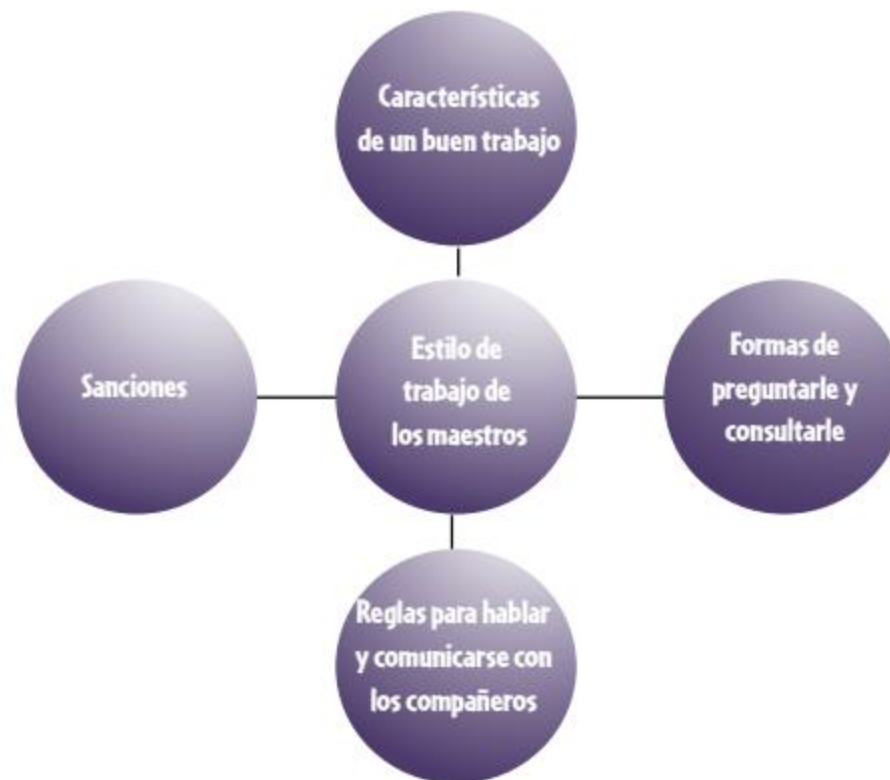 Características
de un buen trabajo
Sanciones
Estilo de
trabajo de
los maestros
Formas de
preguntarle y
consultarle
Reglas para hablar
y comunicarse con
los compañeros